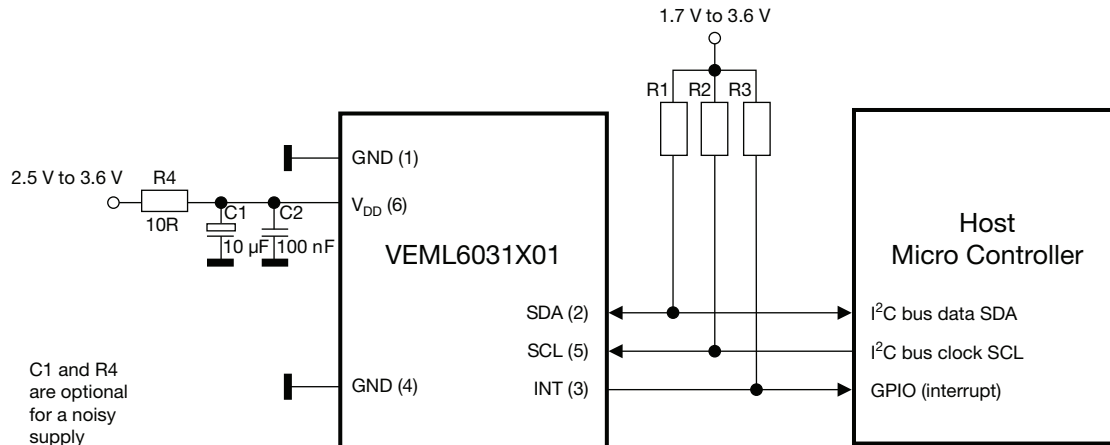 1.7 V to 3.6 V
R1 R2 R3
GND (1)
2.5 V to 3.6 V R4
C1 C2
V_DD (6)
10R
10 µF 100 nF
VEML6031X01
Host
Micro Controller
SDA (2)
I²C bus data SDA
SCL (5)
I²C bus clock SCL
C1 and R4
are optional
for a noisy
supply
GND (4)
INT (3)
GPIO (interrupt)